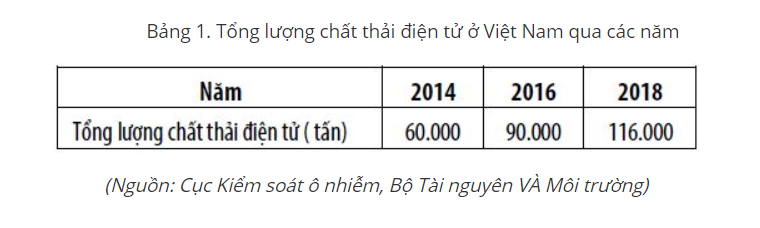 Bảng 1. Tổng lượng chất thải điện tử ở Việt Nam qua các năm
Năm 2014 2016 2018
Tổng lượng chất thải điện tử ( tấn) 60.000 90.000 116.000
(Nguồn: Cục Kiểm soát ô nhiễm, Bộ Tài nguyên VÀ Môi trường)